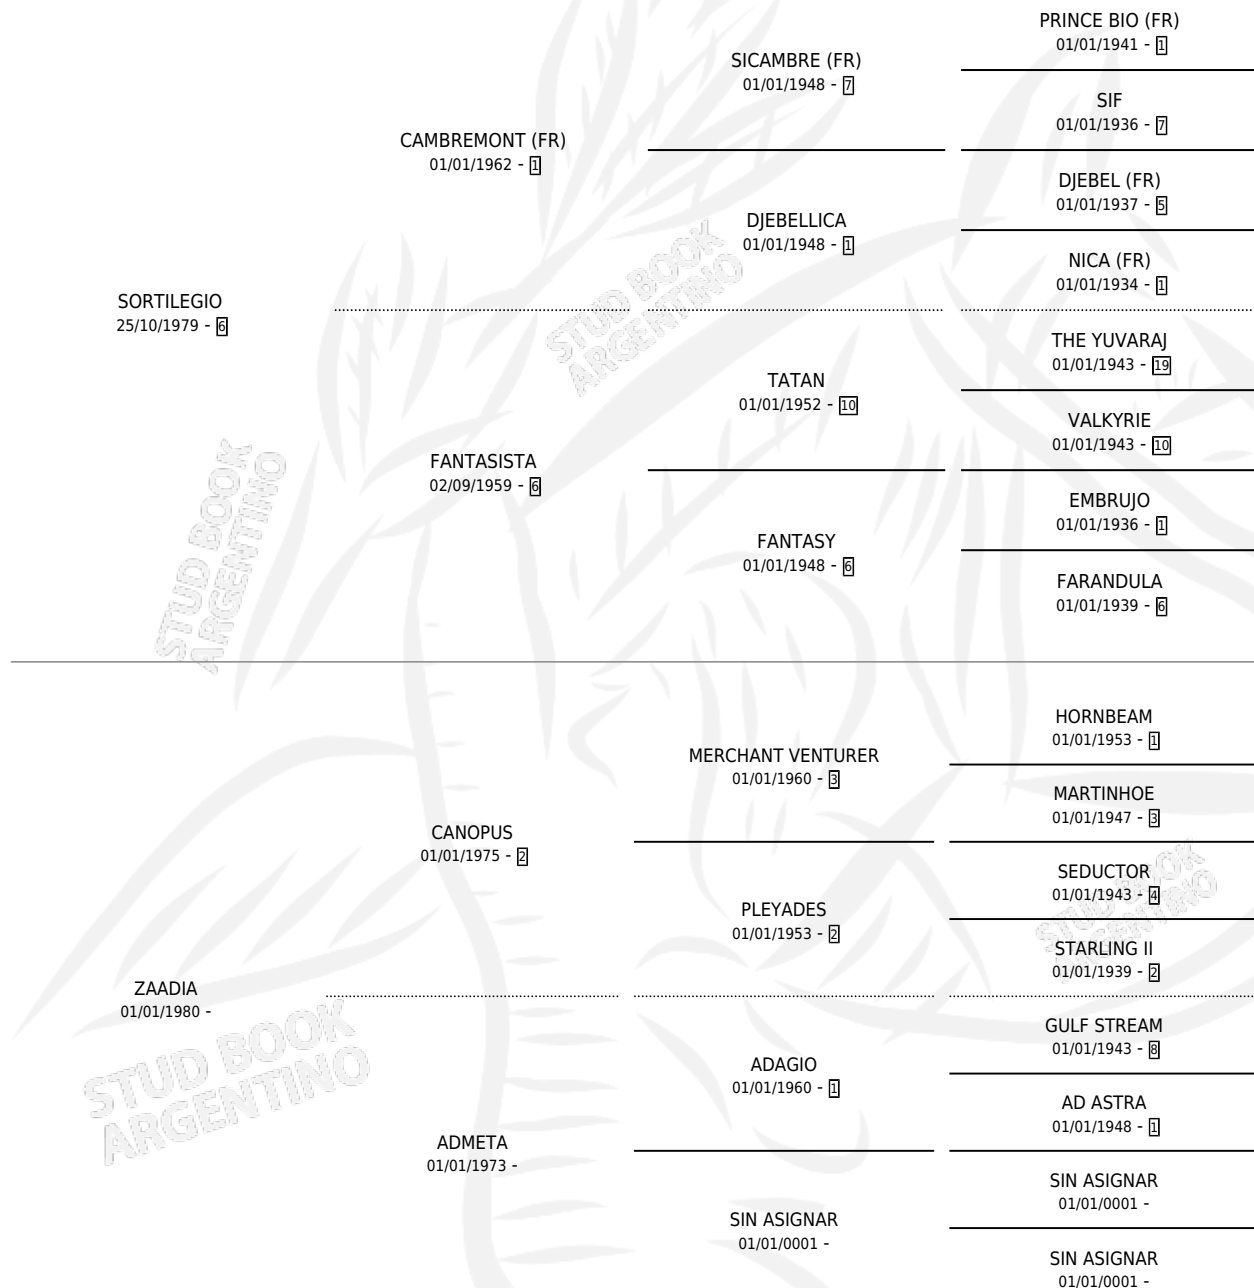 PRINCE BIO (FR)
01/01/1941 - 1
SICAMBRE (FR)
01/01/1948 - 7
SIF
01/01/1936 - 7
CAMBREMONT (FR)
01/01/1962 - 1
DJEBEL (FR)
01/01/1937 - 5
DJEBELLICA
01/01/1948 - 1
NICA (FR)
01/01/1934 - 1
SORTILEGIO
25/10/1979 - 6
THE YUVARAJ
01/01/1943 - 19
TATAN
01/01/1952 - 10
VALKYRIE
01/01/1943 - 10
FANTASISTA
02/09/1959 - 6
EMBRUJO
01/01/1936 - 1
FANTASY
01/01/1948 - 6
FARANDULA
01/01/1939 - 6
HORNBEAM
01/01/1953 - 1
MERCHANT VENTURER
01/01/1960 - 3
MARTINHOE
01/01/1947 - 3
CANOPUS
01/01/1975 - 2
SEDUCTOR
01/01/1943 - 4
PLEYADES
01/01/1953 - 2
STARLING II
01/01/1939 - 2
ZAADIA
01/01/1980 -
GULF STREAM
01/01/1943 - 8
ADAGIO
01/01/1960 - 1
AD ASTRA
01/01/1948 - 1
ADMETA
01/01/1973 -
SIN ASIGNAR
01/01/0001 -
SIN ASIGNAR
01/01/0001 -
SIN ASIGNAR
01/01/0001 -
STUD BOOK
ARGENTINO
STUD BOOK
ARGENTINO
STUD BOOK
ARGENTINO
STUD BOOK
ARGENTINO